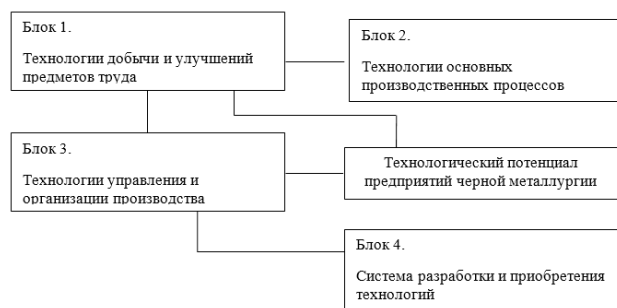 Блок 1.
Технологии добычи и улучшений
предметов труда
Блок 2.
Технологии основных
производственных процессов
Блок 3.
Технологии управления и
организации производства
Технологический потенциал
предприятий черной металлургии
Блок 4.
Система разработки и приобретения
технологий